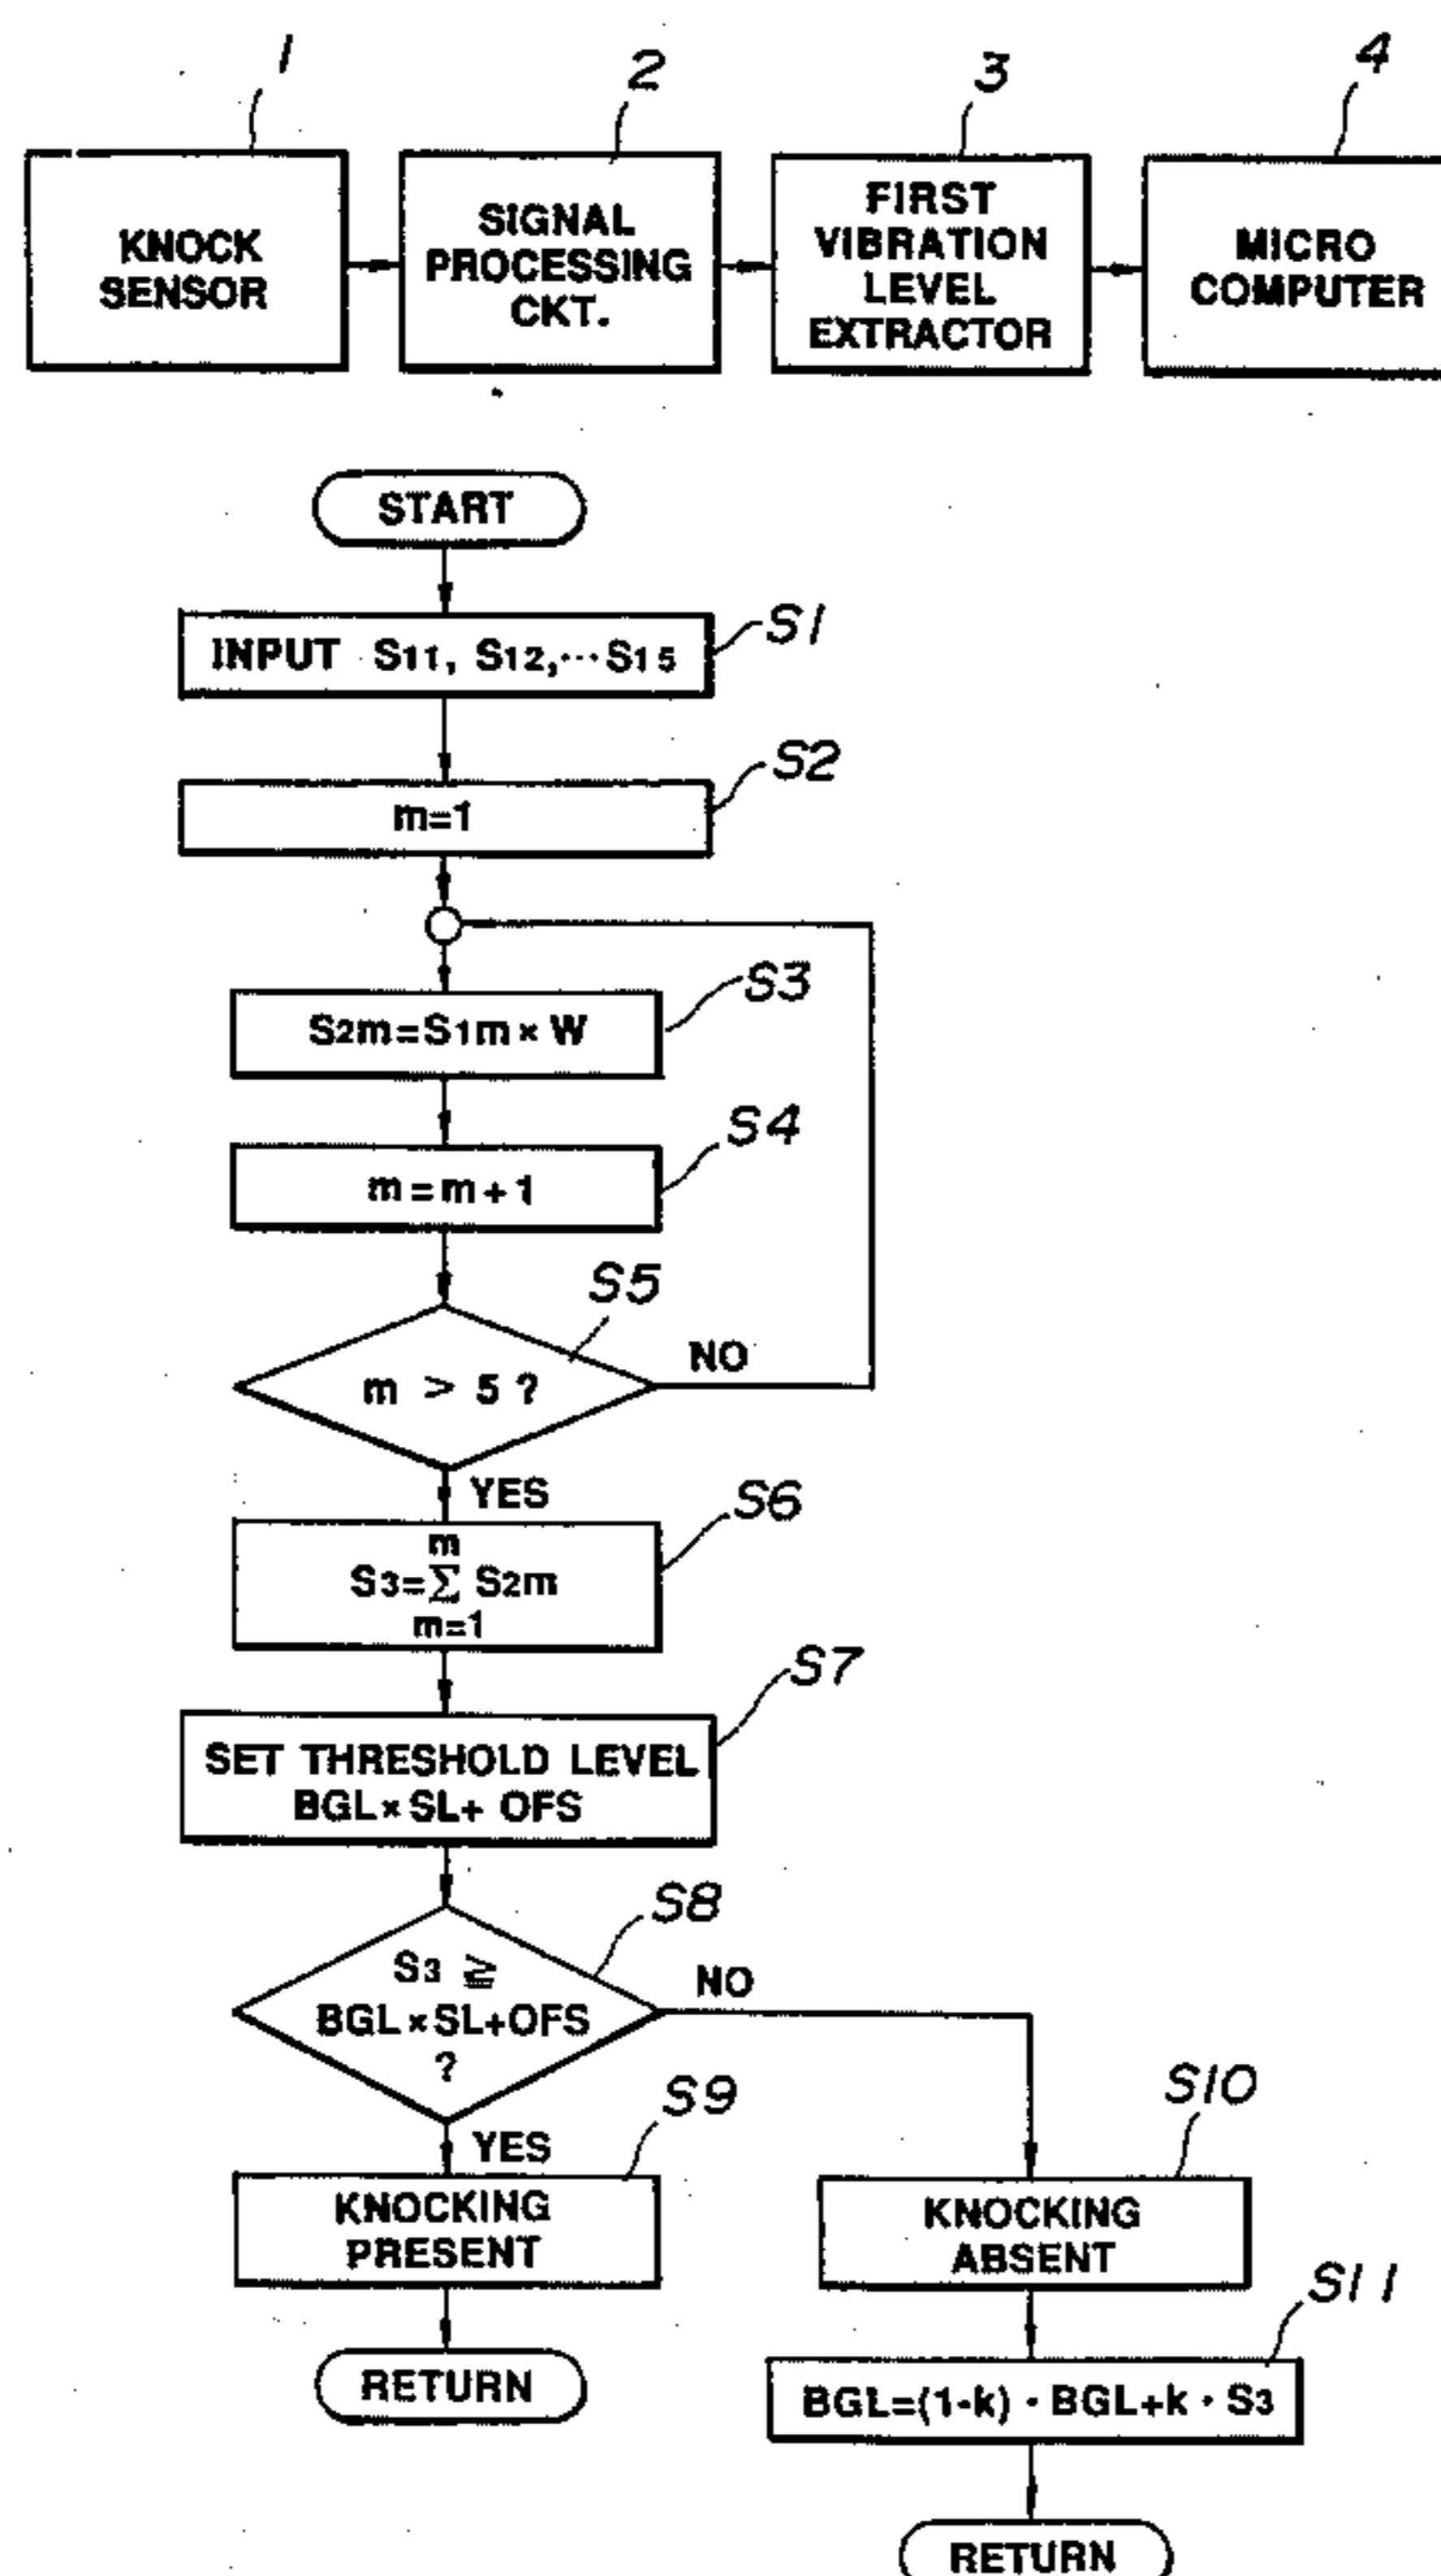 1
2
3
4
KNOCK
SENSOR
SIGNAL
PROCESSING
CKT.
FIRST
VIBRATION
LEVEL
EXTRACTOR
MICRO
COMPUTER
START
S1
INPUT S11, S12,···S15
S2
m=1
S3
S2m=S1m×W
S4
m=m+1
S5
m > 5 ?
NO
YES
S6
m
S3=Σ S2m
m=1
S7
SET THRESHOLD LEVEL
BGL×SL+ OFS
S8
S3 ≧
BGL×SL+OFS
?
NO
YES
S9
KNOCKING
PRESENT
RETURN
S10
KNOCKING
ABSENT
S11
BGL=(1-k)·BGL+k·S3
RETURN